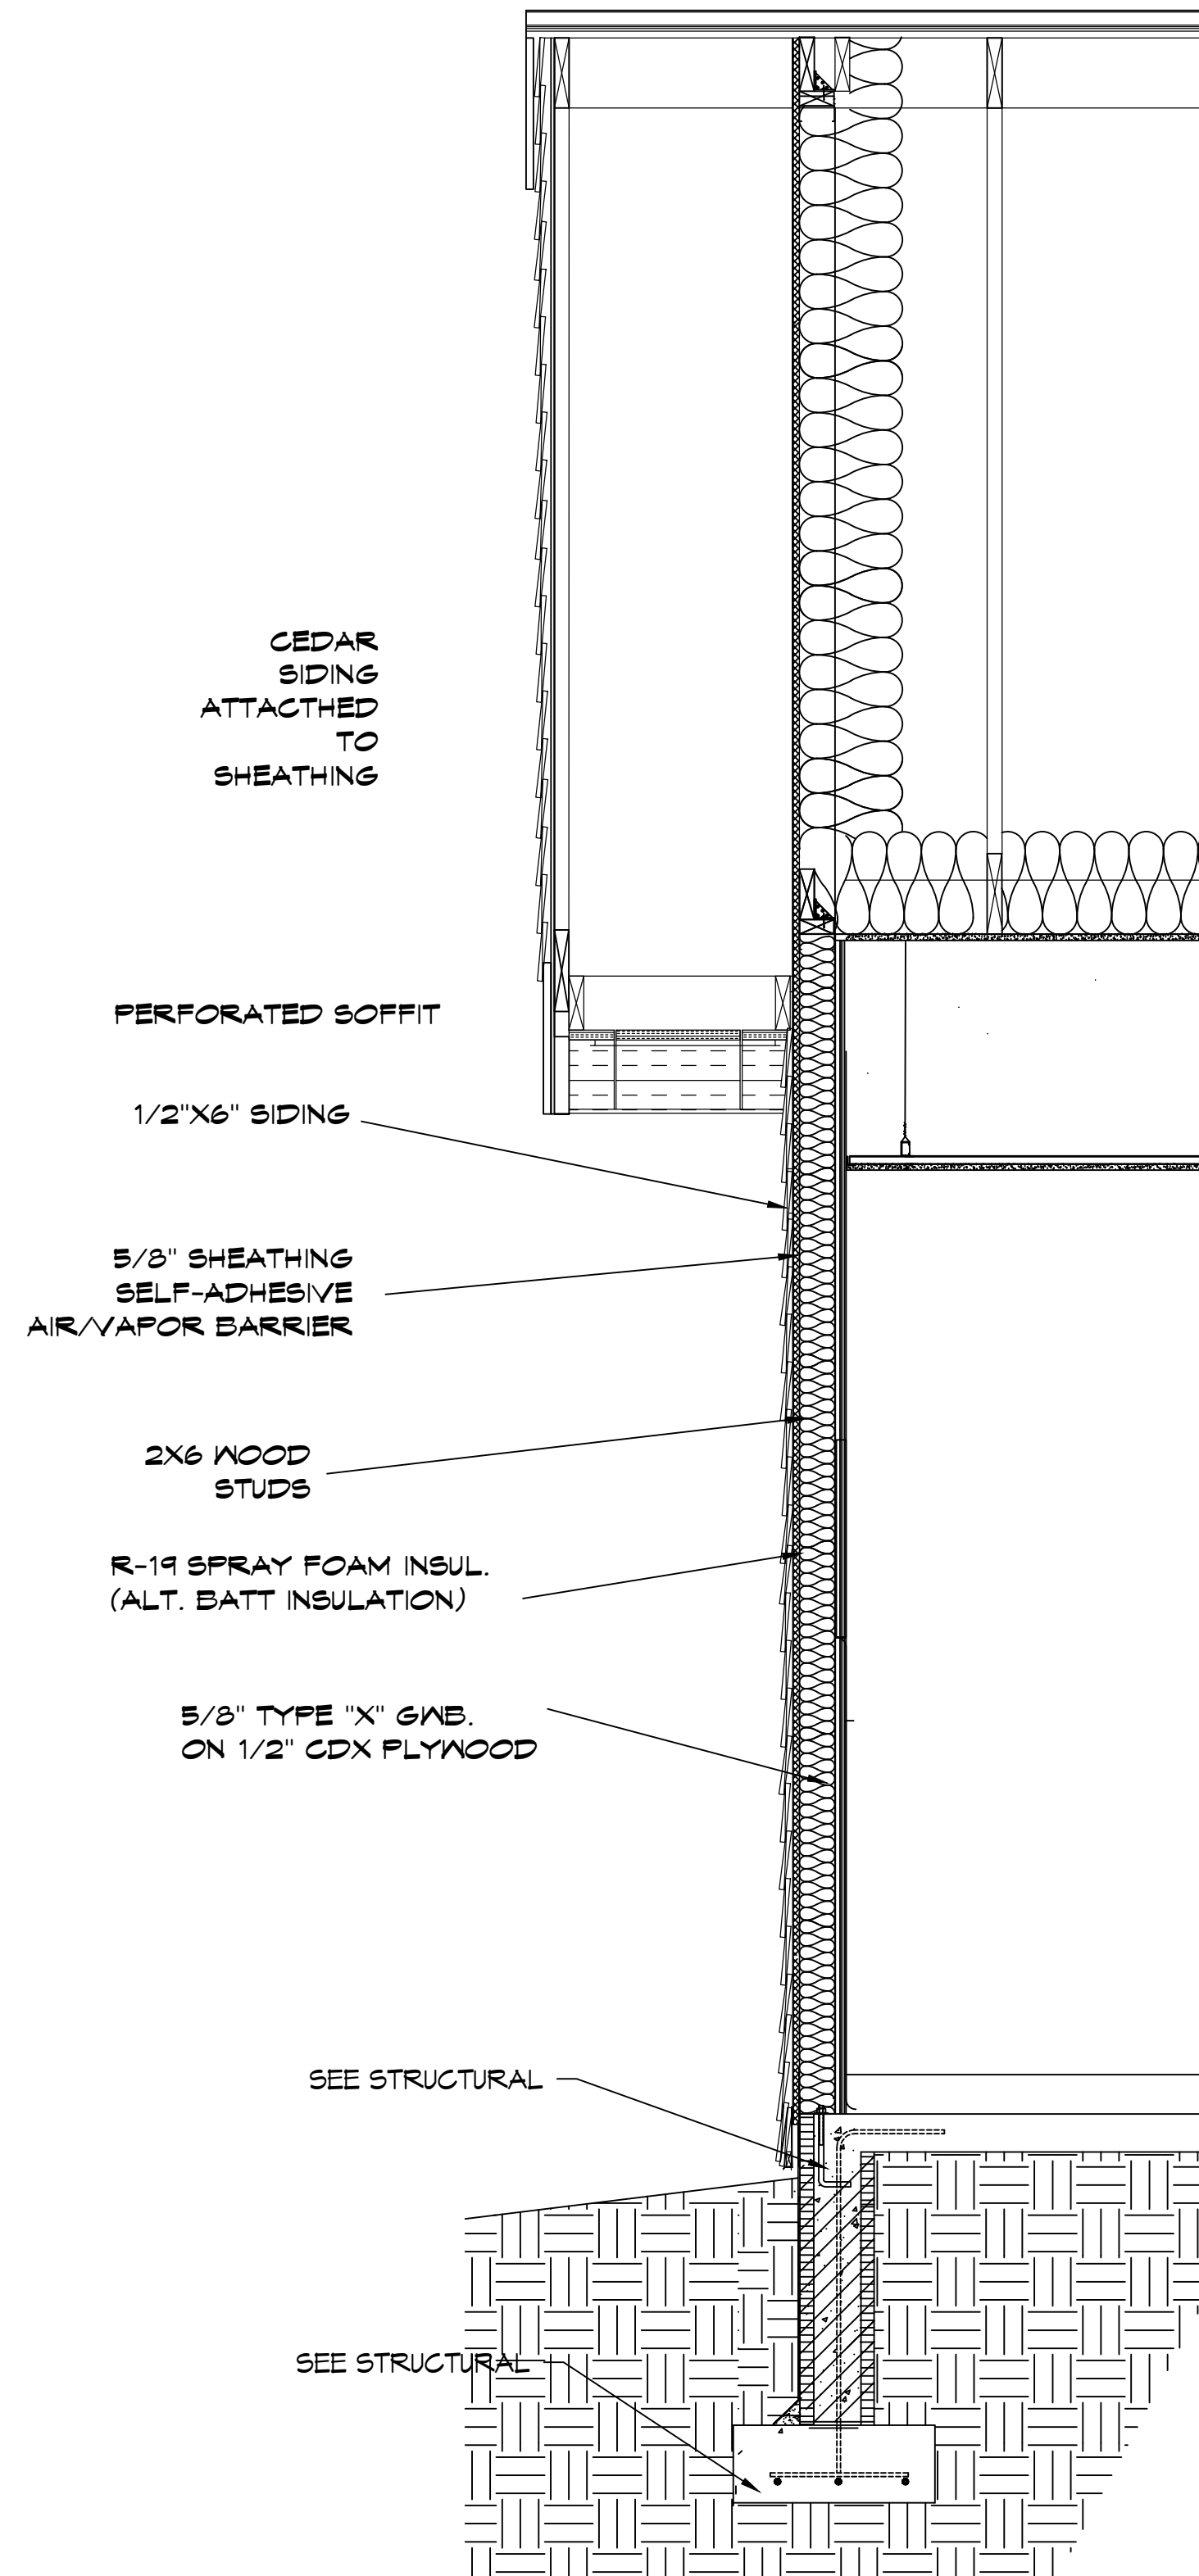 CEDAR
SIDING
ATTACTHED
TO
SHEATHING
PERFORATED SOFFIT
1/2"X6" SIDING
5/8" SHEATHING
SELF-ADHESIVE
AIR/VAPOR BARRIER
2X6 WOOD
STUDS
R-19 SPRAY FOAM INSUL.
(ALT. BATT INSULATION)
5/8" TYPE "X" GWB.
ON 1/2" CDX PLYWOOD
SEE STRUCTURAL
SEE STRUCTURAL